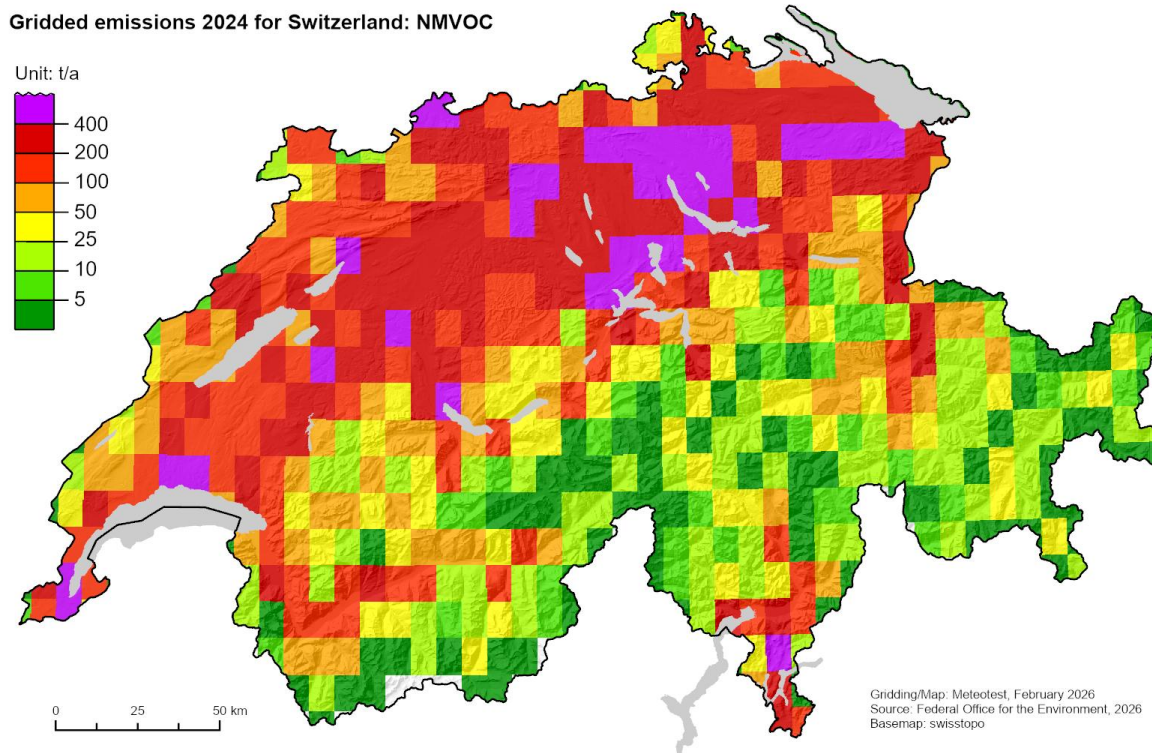 Gridded emissions 2024 for Switzerland: NMVOC
Unit: t/a
400
200
100
50
25
10
5
0 25 50 km
Gridding/Map: Meteotest, February 2026
Source: Federal Office for the Environment, 2026
Basemap: swisstopo